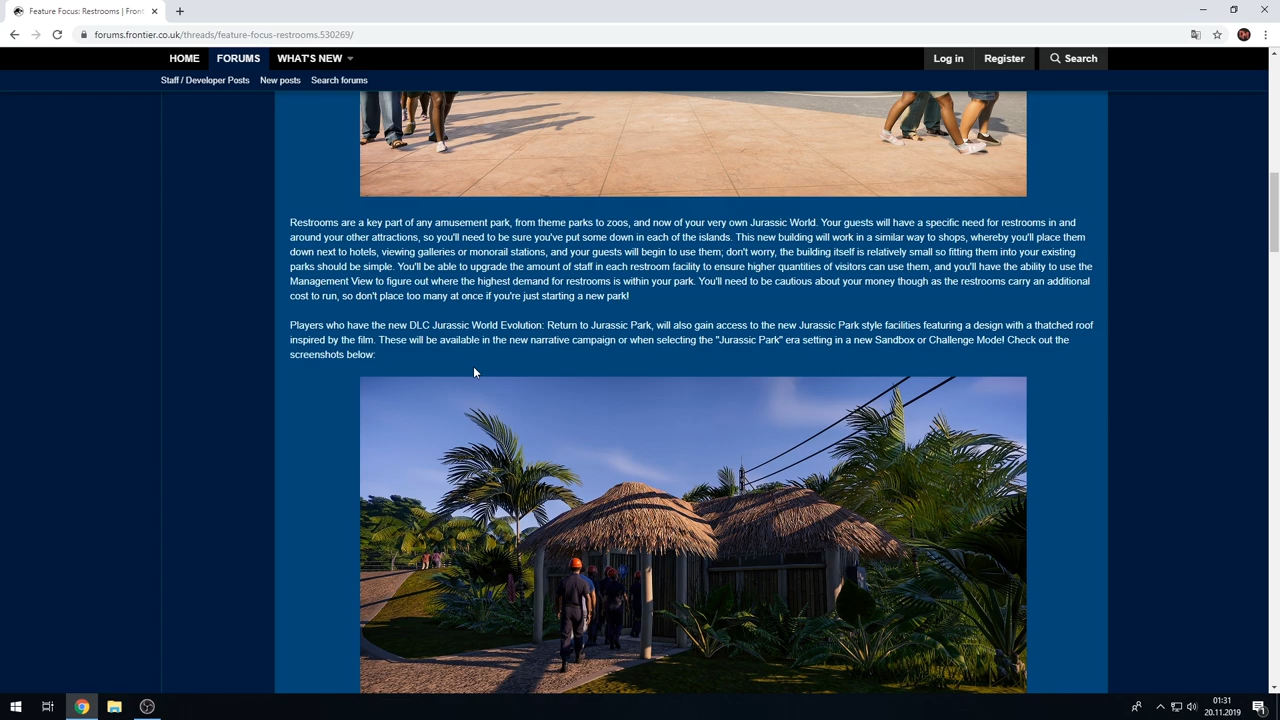 Feature Focus: Restrooms | Front
forums.frontier.co.uk/threads/feature-focus-restrooms.530269/
HOME FORUMS WHAT'S NEW Log in Register Search
Staff / Developer Posts New posts Search forums
Restrooms are a key part of any amusement park, from theme parks to zoos, and now of your very own Jurassic World. Your guests will have a specific need for restrooms in and
around your other attractions, so you'll need to be sure you've put some down in each of the islands. This new building will work in a similar way to shops, whereby you'll place them
down next to hotels, viewing galleries or monorail stations, and your guests will begin to use them; don't worry, the building itself is relatively small so fitting them into your existing
parks should be simple. You'll be able to upgrade the amount of staff in each restroom facility to ensure higher quantities of visitors can use them, and you'll have the ability to use the
Management View to figure out where the highest demand for restrooms is within your park. You'll need to be cautious about your money though as the restrooms carry an additional
cost to run, so don't place too many at once if you're just starting a new park!
Players who have the new DLC Jurassic World Evolution: Return to Jurassic Park, will also gain access to the new Jurassic Park style facilities featuring a design with a thatched roof
inspired by the film. These will be available in the new narrative campaign or when selecting the "Jurassic Park" era setting in a new Sandbox or Challenge Mode! Check out the
screenshots below:
01:31
20.11.2019